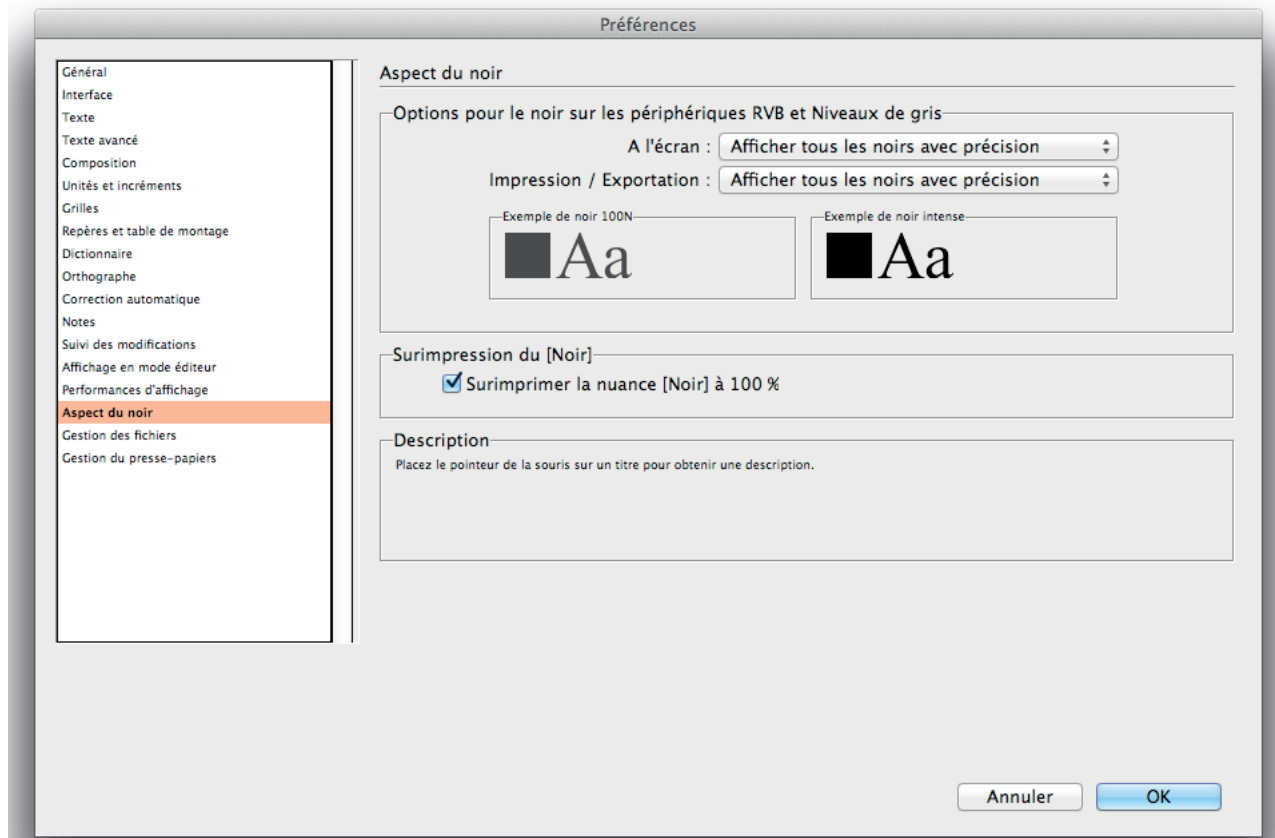 Préférences
Général
Interface
Texte
Texte avancé
Composition
Unités et incréments
Grilles
Repères et table de montage
Dictionnaire
Orthographe
Correction automatique
Notes
Suivi des modifications
Affichage en mode éditeur
Performances d'affichage
Aspect du noir
Gestion des fichiers
Gestion du presse-papiers
Aspect du noir
Options pour le noir sur les périphériques RVB et Niveaux de gris
A l'écran : Afficher tous les noirs avec précision
Impression / Exportation : Afficher tous les noirs avec précision
Exemple de noir 100N
Aa
Exemple de noir intense
Aa
Surimpression du [Noir]
Surimprimer la nuance [Noir] à 100 %
Description
Placez le pointeur de la souris sur un titre pour obtenir une description.
Annuler
OK